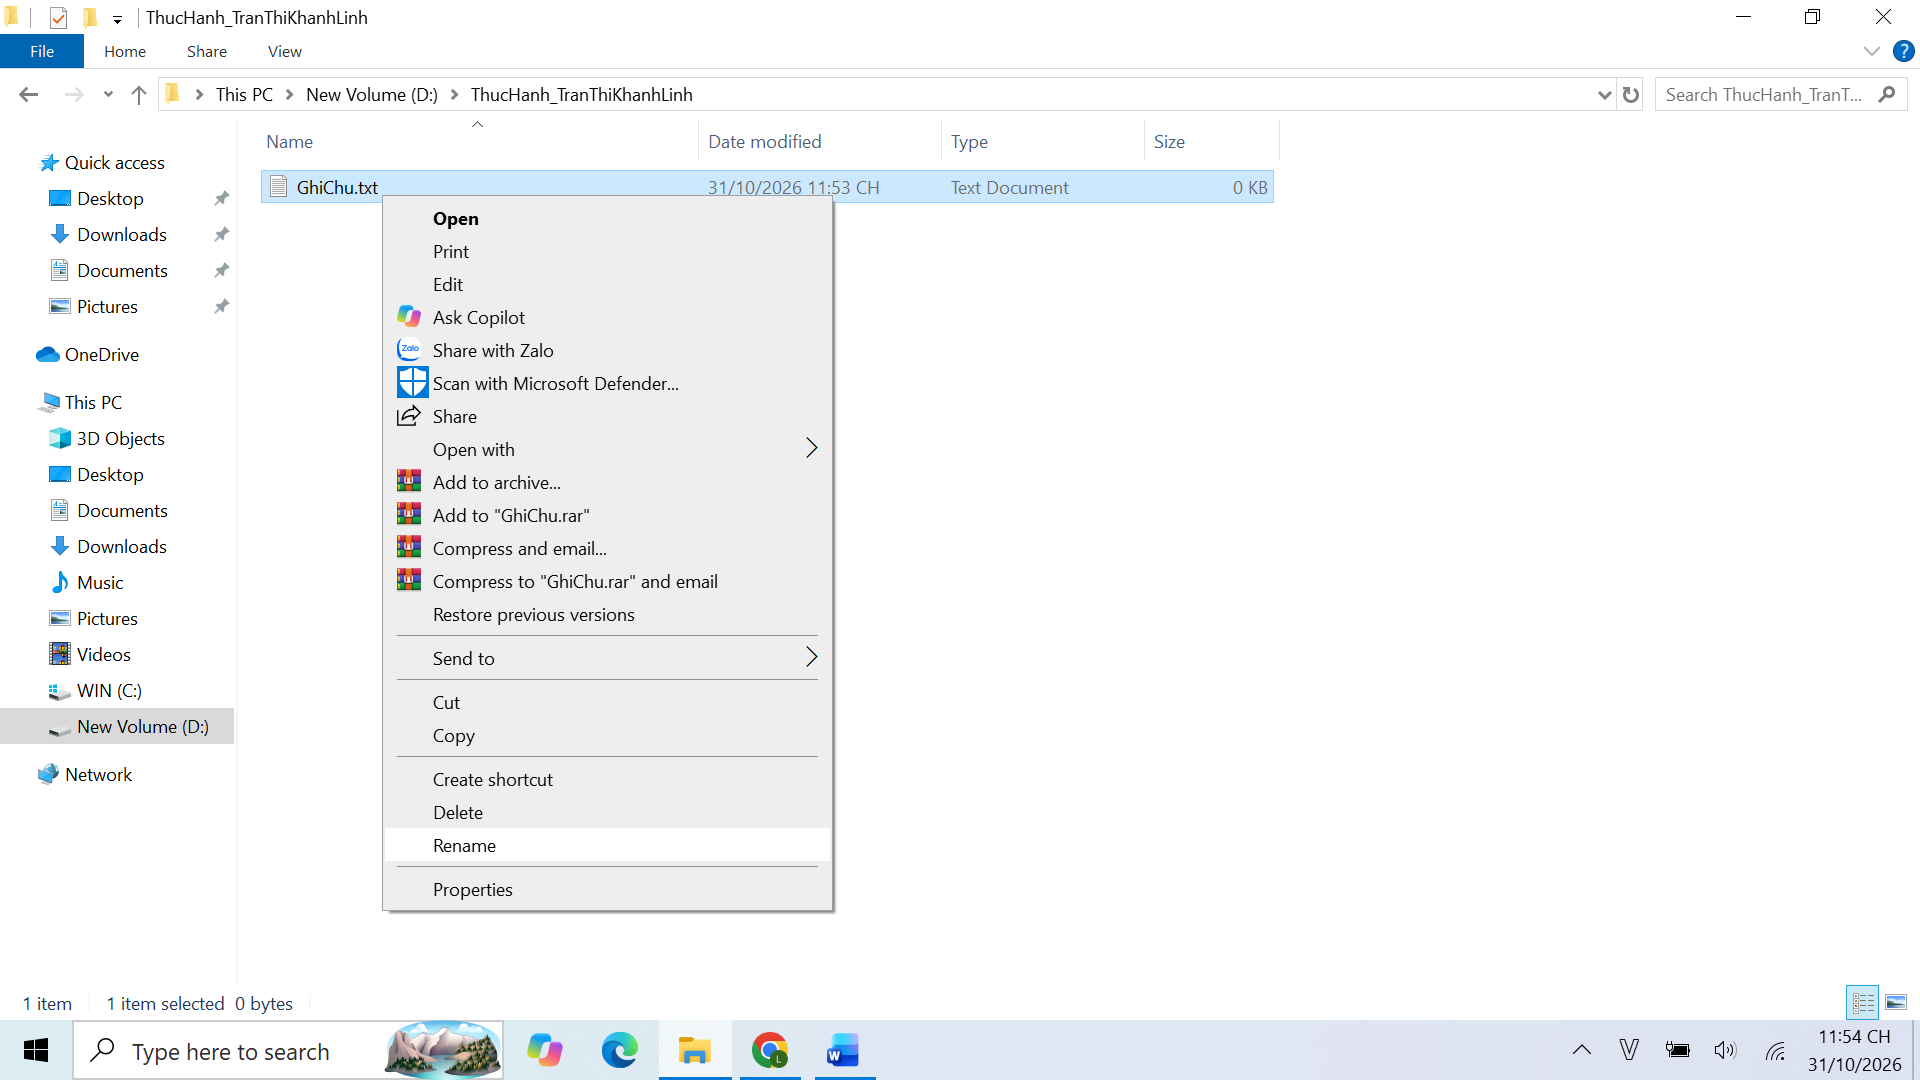 ThucHanh_TranThiKhanhLinh
File Home Share View
This PC New Volume (D:) ThucHanh_TranThiKhanhLinh
Search ThucHanh_TranT...
Name Date modified Type Size
GhiChu.txt 31/10/2026 11:53 CH Text Document 0 KB
Quick access
Desktop
Downloads
Documents
Pictures
OneDrive
This PC
3D Objects
Desktop
Documents
Downloads
Music
Pictures
Videos
WIN (C:)
New Volume (D:)
Network
Open
Print
Edit
Ask Copilot
Zalo Share with Zalo
Scan with Microsoft Defender...
Share
Open with
Add to archive...
Add to "GhiChu.rar"
Compress and email...
Compress to "GhiChu.rar" and email
Restore previous versions
Send to
Cut
Copy
Create shortcut
Delete
Rename
Properties
1 item 1 item selected 0 bytes
Type here to search
L
W
V
11:54 CH
31/10/2026